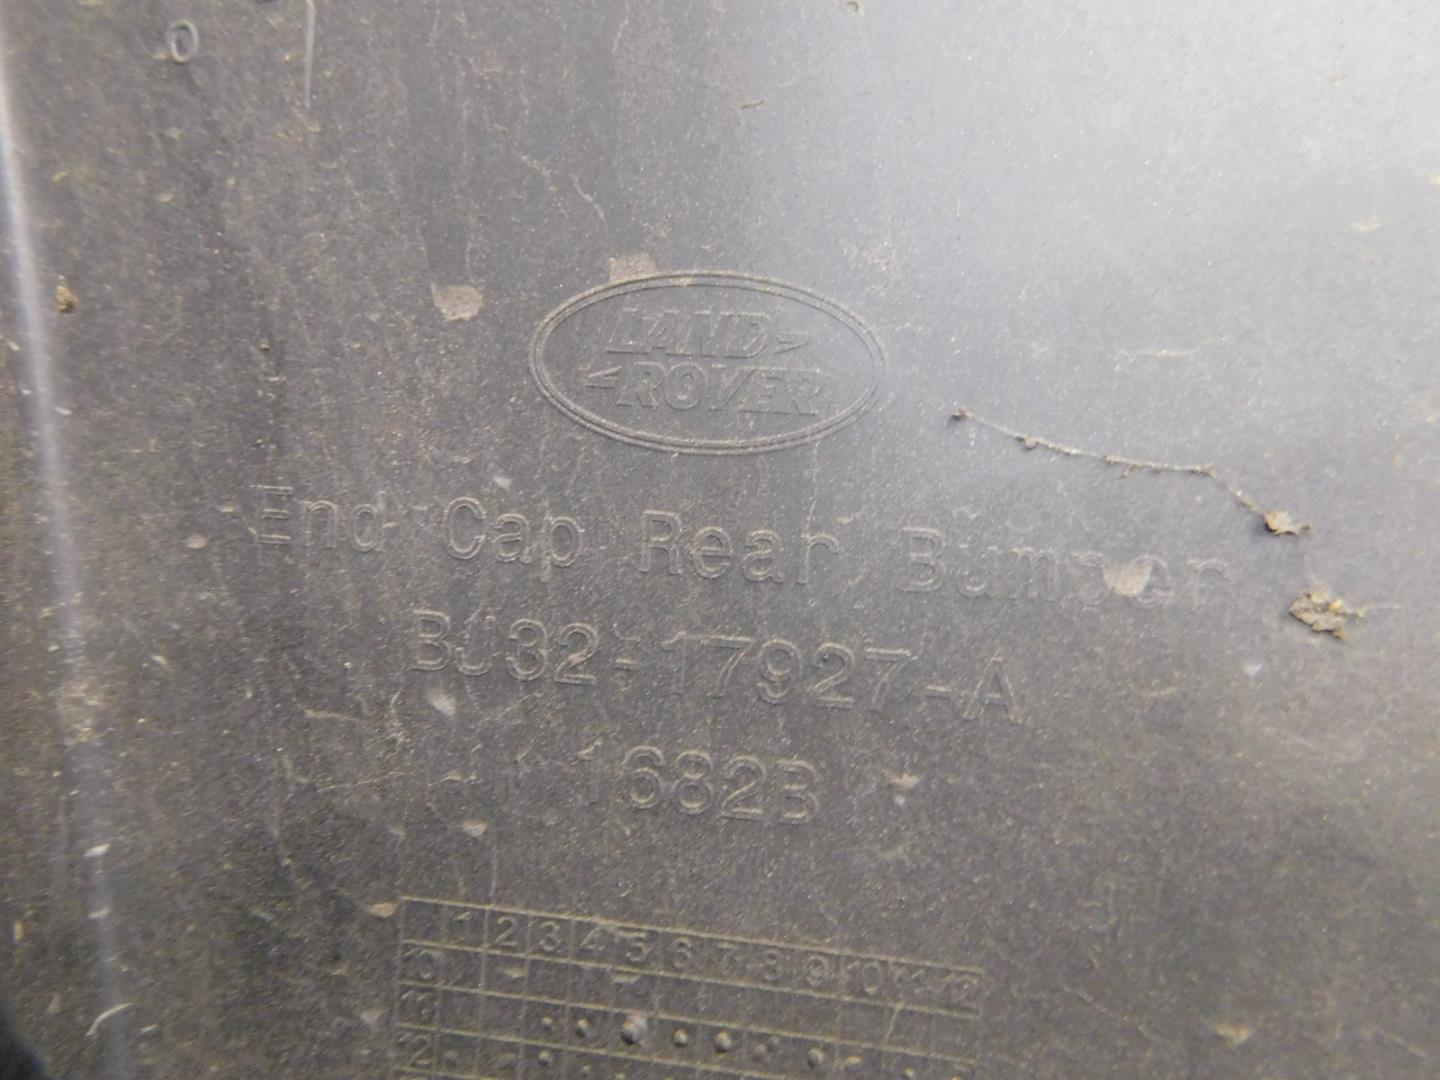 0
LAND
ROVER
End Cap Rear Bumper
BJ32-17927-A
1682B
1 2 3 4 5 6 7 8 9 10 11 12
10
11
12